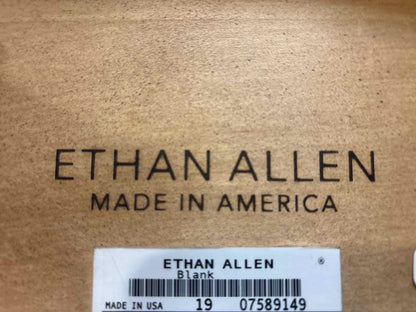 ETHAN ALLEN
MADE IN AMERICA
ETHAN ALLEN ®
Blank
MADE IN USA 19 07589149